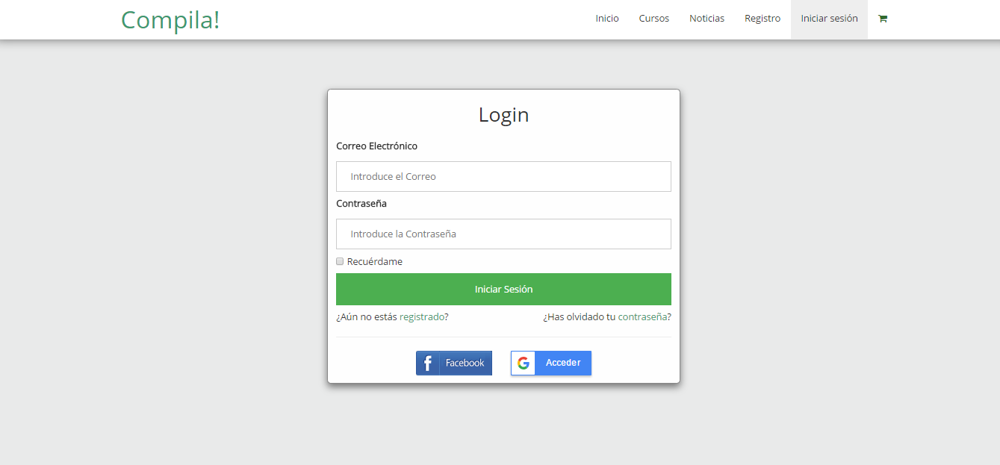 Compila!
Inicio Cursos Noticias Registro Iniciar sesión
Login
Correo Electrónico
Introduce el Correo
Contraseña
Introduce la Contraseña
Recuérdame
Iniciar Sesión
¿Aún no estás registrado? ¿Has olvidado tu contraseña?
f Facebook G Acceder